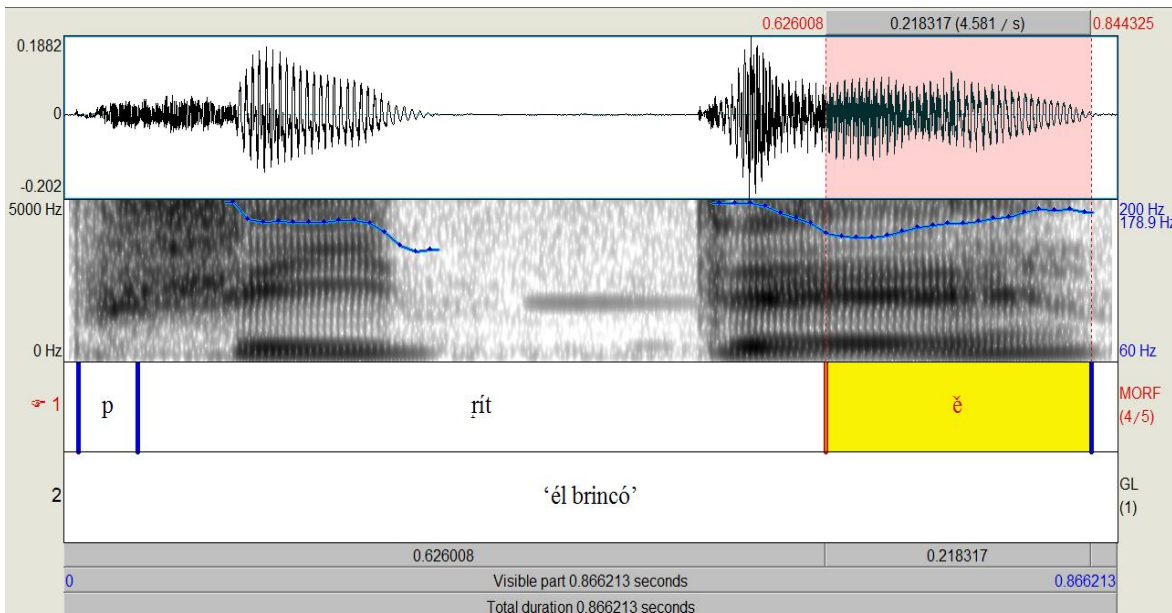 0.626008 0.218317 (4.581 / s) 0.844325
0.1882
0
-0.202
5000 Hz 200 Hz
178.9 Hz
0 Hz 60 Hz
☞ 1 p r̥ít ě MORF
(4/5)
2 ‘él brincó’ GL
(1)
0.626008 0.218317
0 Visible part 0.866213 seconds 0.866213
Total duration 0.866213 seconds